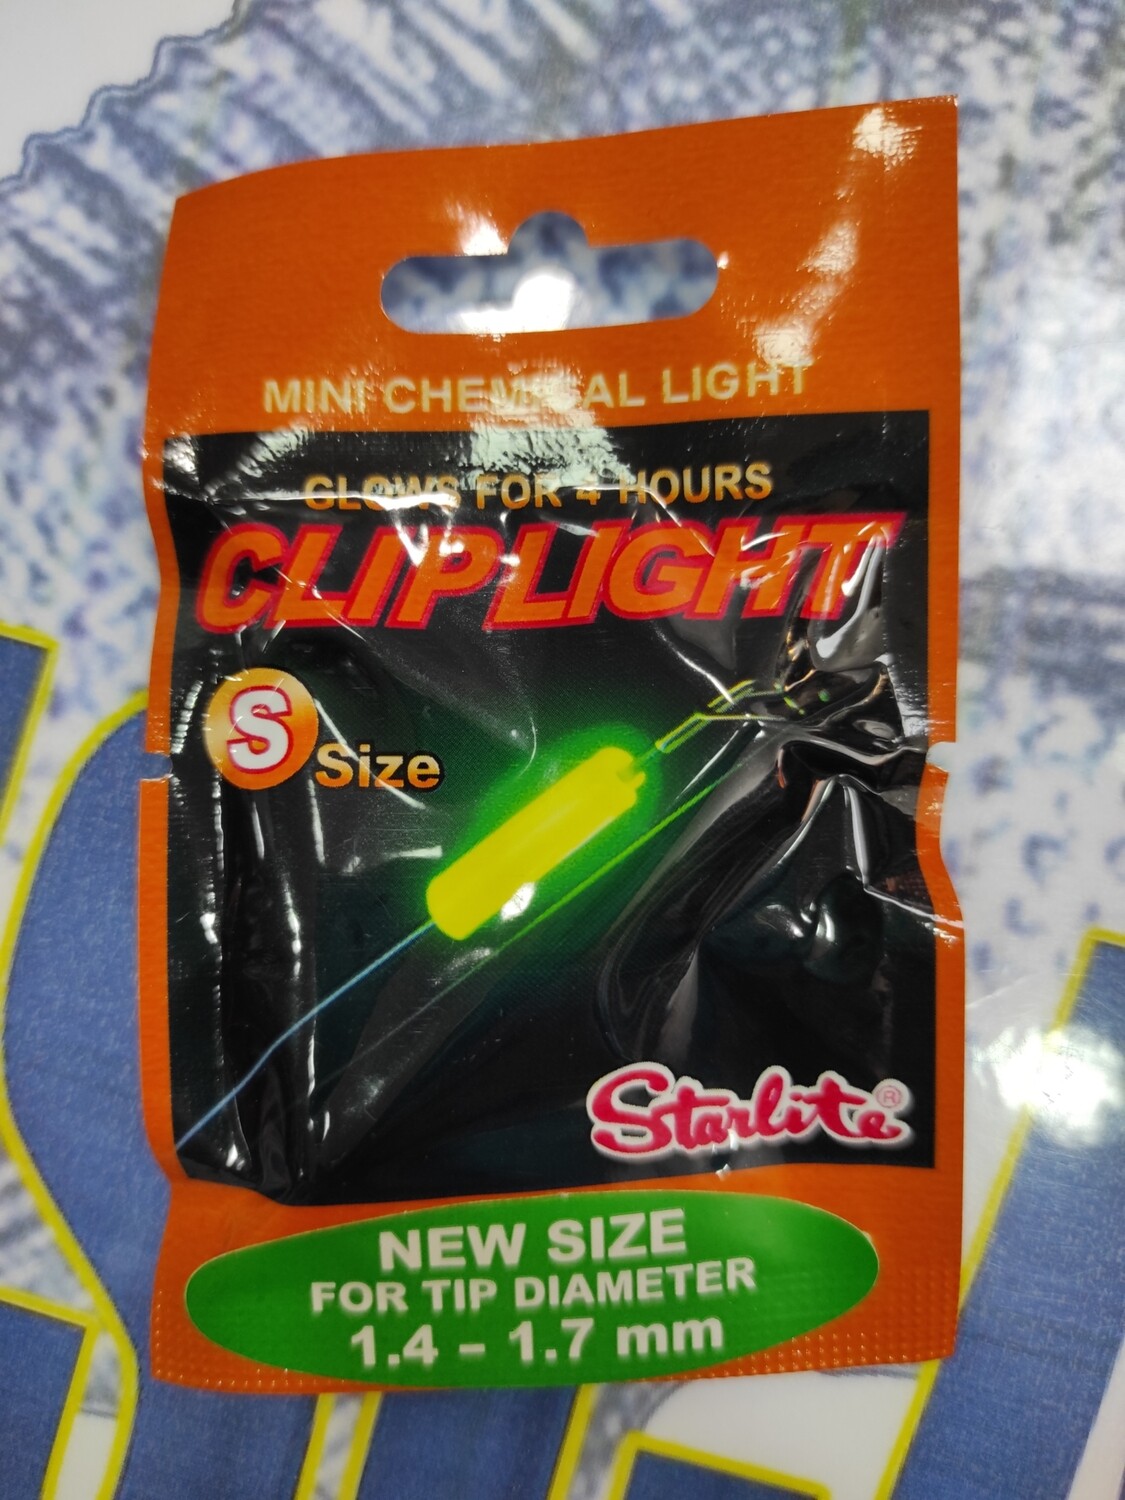 MINI CHEMICAL LIGHT
GLOWS FOR 4 HOURS
CLIPLIGHT
S Size
Starlite®
NEW SIZE
FOR TIP DIAMETER
1.4 - 1.7 mm